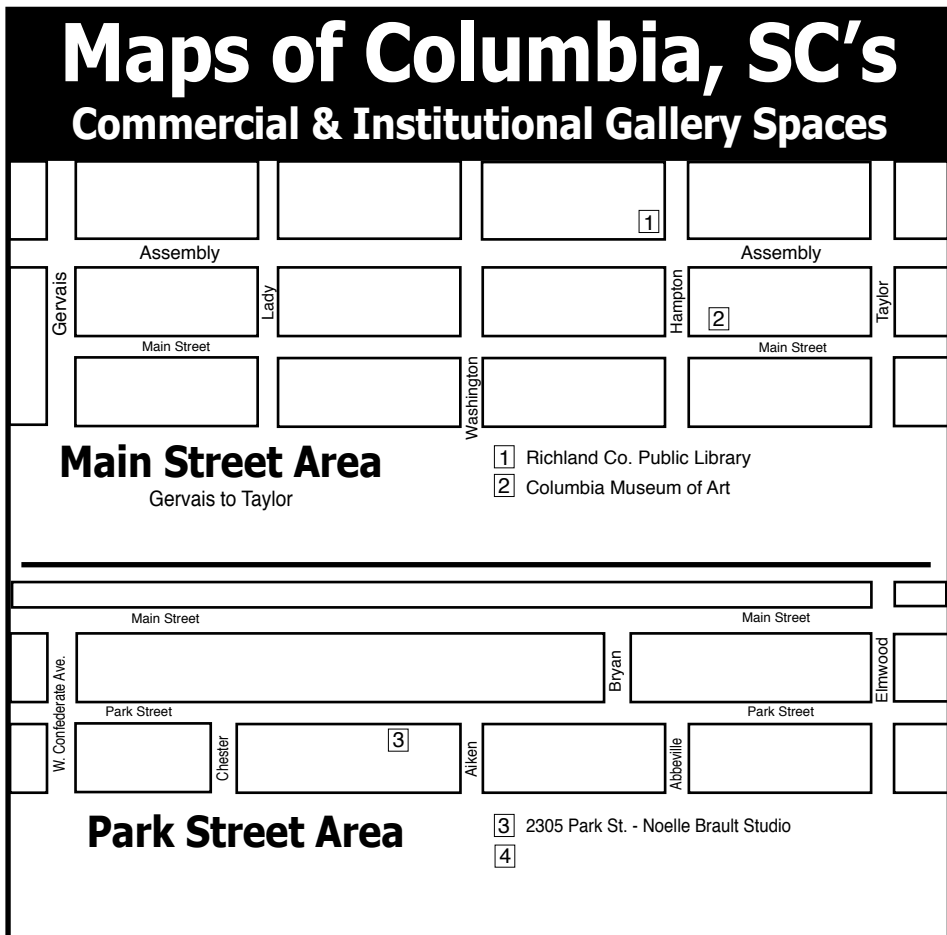 Maps of Columbia, SC’s
Commercial & Institutional Gallery Spaces
1
Assembly
Assembly
Gervais
Lady
Hampton
Taylor
2
Main Street
Main Street
Washington
Main Street Area
Gervais to Taylor
1 Richland Co. Public Library
2 Columbia Museum of Art
Main Street
Main Street
W. Confederate Ave.
Bryan
Elmwood
Park Street
Park Street
Chester
3
Aiken
Abbeville
Park Street Area
3 2305 Park St. - Noelle Brault Studio
4